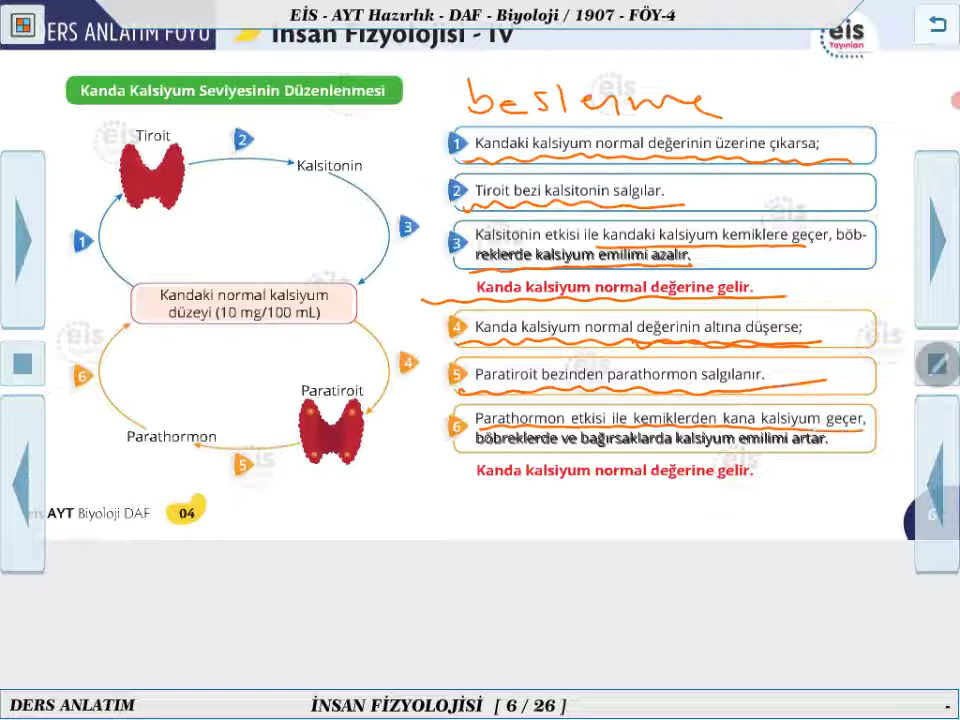 EİS - AYT Hazırlık - DAF - Biyoloji / 1907 - FÖY-4
DERS ANLATIM FÖYÜ
İnsan Fizyolojisi - IV
eis
Yayınları
Kanda Kalsiyum Seviyesinin Düzenlenmesi
beslenme
Tiroit
2
Kalsitonin
1
3
Kandaki normal kalsiyum
düzeyi (10 mg/100 mL)
6
4
Paratiroit
Parathormon
5
1 Kandaki kalsiyum normal değerinin üzerine çıkarsa;
2 Tiroit bezi kalsitonin salgılar.
3 Kalsitonin etkisi ile kandaki kalsiyum kemiklere geçer, böb-
reklerde kalsiyum emilimi azalır.
Kanda kalsiyum normal değerine gelir.
4 Kanda kalsiyum normal değerinin altına düşerse;
5 Paratiroit bezinden parathormon salgılanır.
6 Parathormon etkisi ile kemiklerden kana kalsiyum geçer,
böbreklerde ve bağırsaklarda kalsiyum emilimi artar.
Kanda kalsiyum normal değerine gelir.
eis AYT Biyoloji DAF 04
6
DERS ANLATIM
İNSAN FİZYOLOJİSİ [ 6 / 26 ]
-